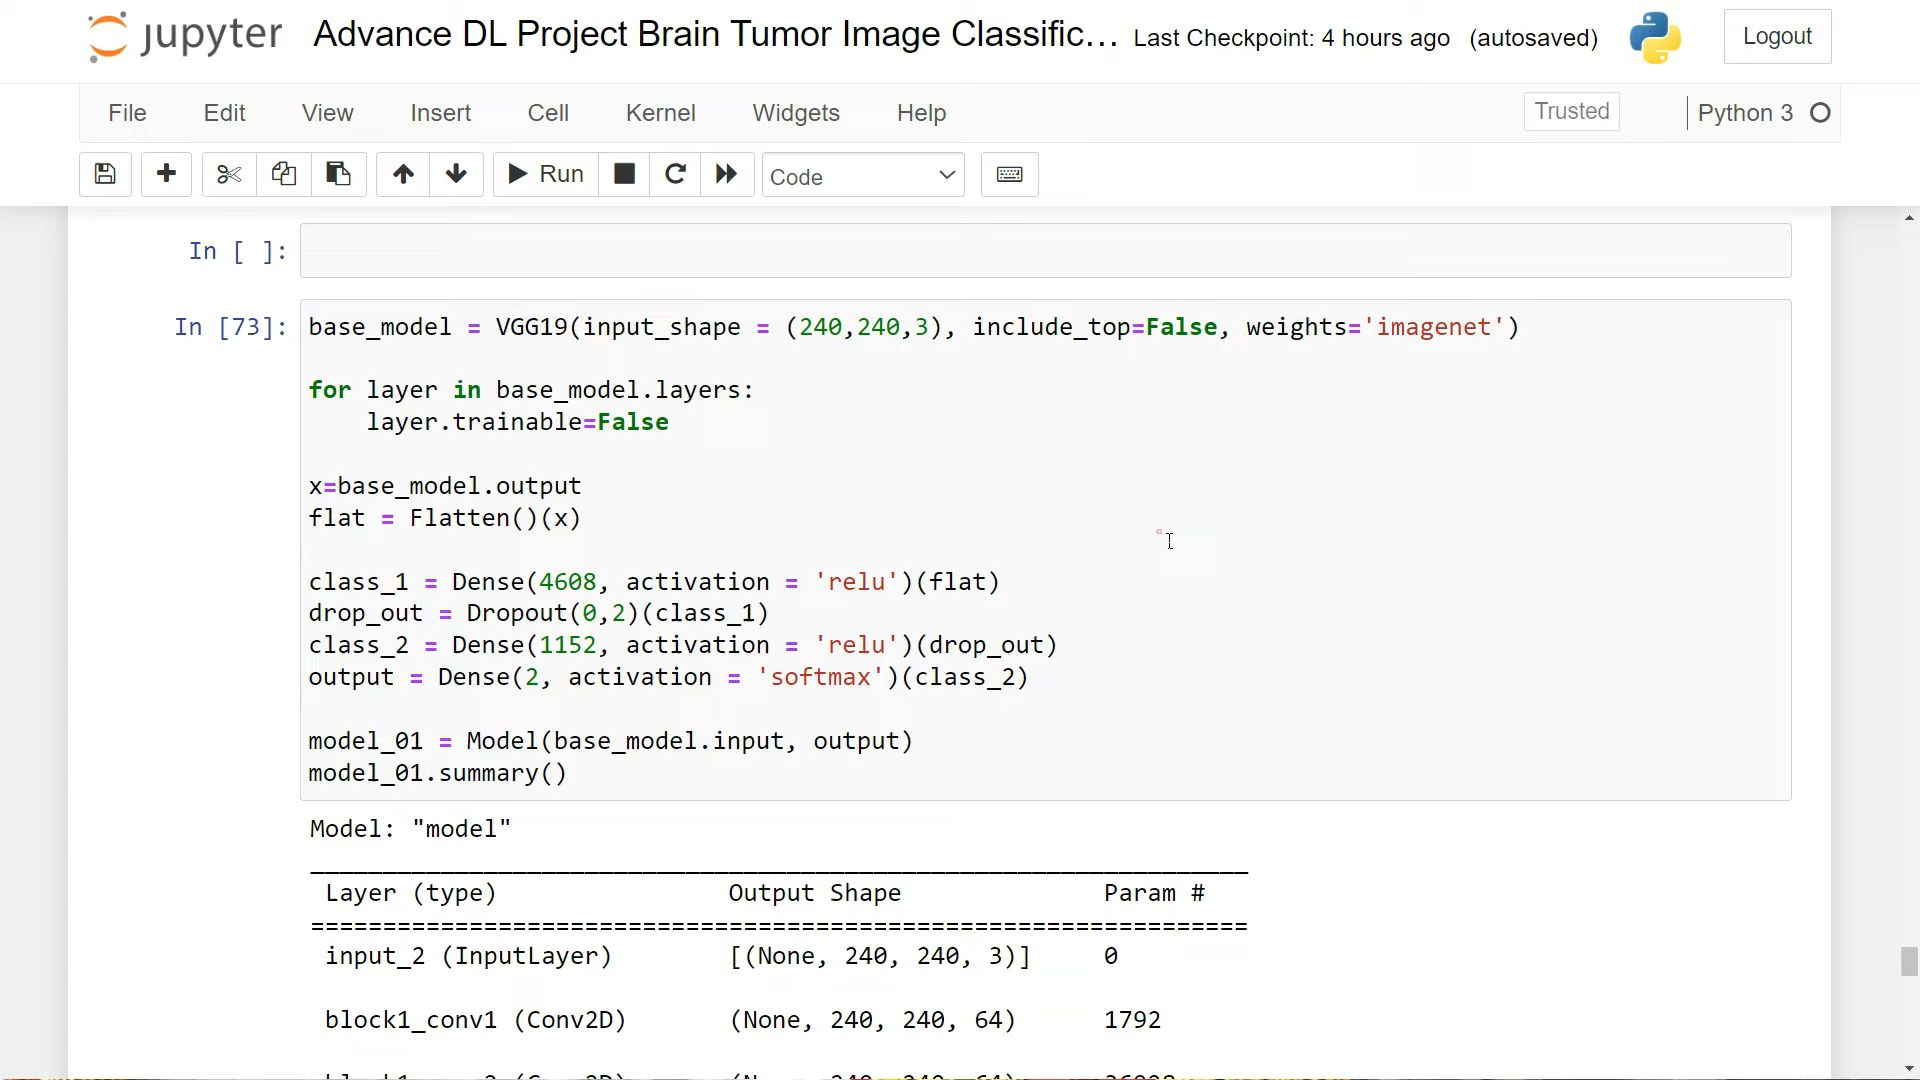 jupyter Advance DL Project Brain Tumor Image Classific... Last Checkpoint: 4 hours ago (autosaved) Logout
File Edit View Insert Cell Kernel Widgets Help Trusted Python 3
Run Code
In [ ]:
In [73]: base_model = VGG19(input_shape = (240,240,3), include_top=False, weights='imagenet')
for layer in base_model.layers:
layer.trainable=False
x=base_model.output
flat = Flatten()(x)
class_1 = Dense(4608, activation = 'relu')(flat)
drop_out = Dropout(0,2)(class_1)
class_2 = Dense(1152, activation = 'relu')(drop_out)
output = Dense(2, activation = 'softmax')(class_2)
model_01 = Model(base_model.input, output)
model_01.summary()
Model: "model"
Layer (type) Output Shape Param #
=================================================================
input_2 (InputLayer) [(None, 240, 240, 3)] 0
block1_conv1 (Conv2D) (None, 240, 240, 64) 1792